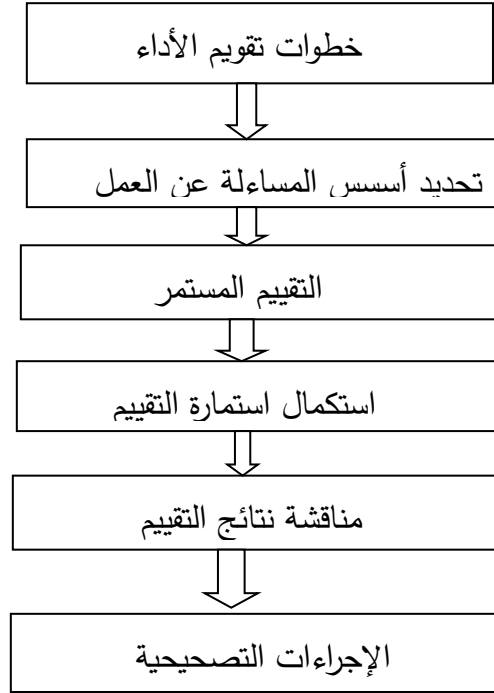 خطوات تقويم الأداء
تحديد أسسس المساءلة عن العمل
التقييم المستمر
استكمال استمارة التقييم
مناقشة نتائج التقييم
الإجراءات التصحيحية